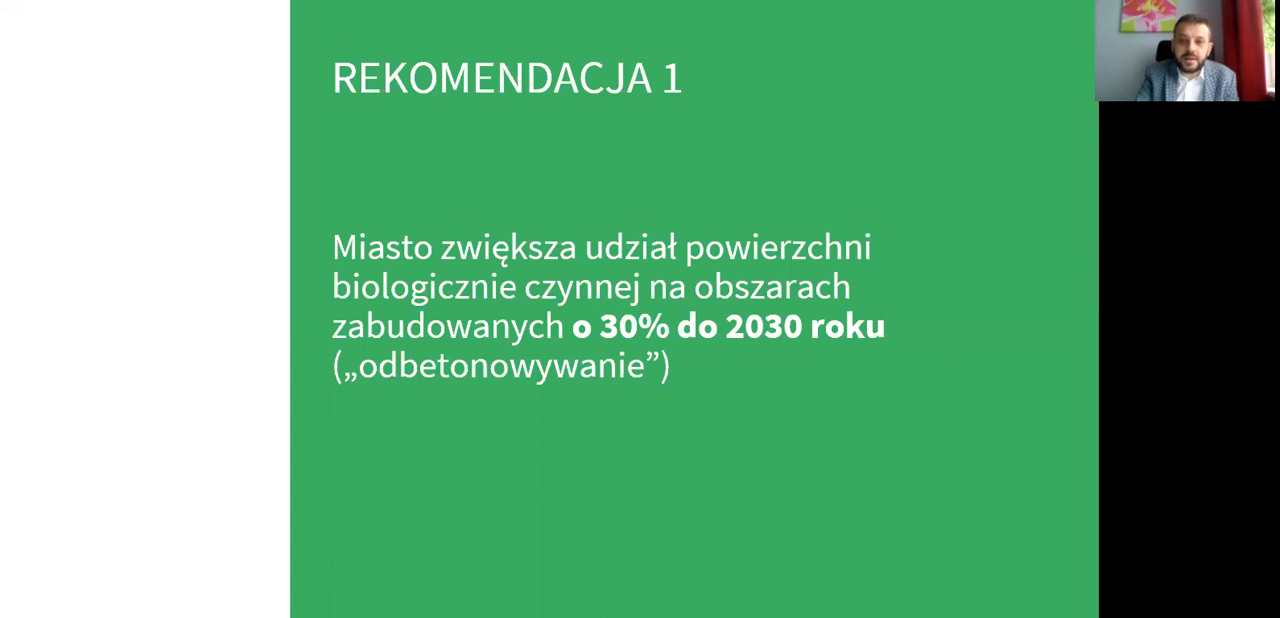 REKOMENDACJA 1
Miasto zwiększa udział powierzchni
biologicznie czynnej na obszarach
zabudowanych o 30% do 2030 roku
(„odbetonowywanie”)